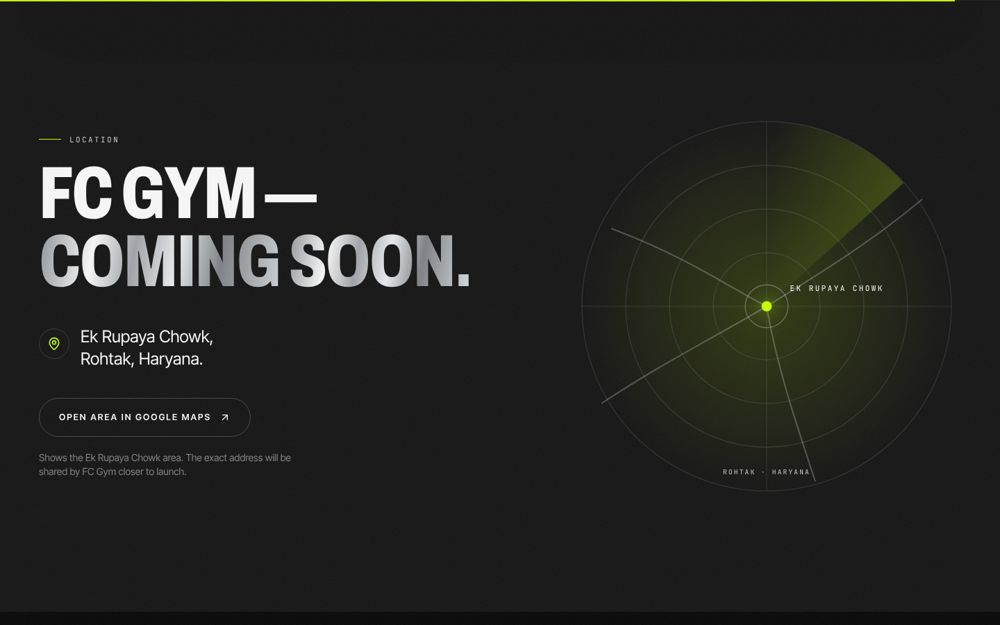 LOCATION
FC GYM —
COMING SOON.
Ek Rupaya Chowk,
Rohtak, Haryana.
OPEN AREA IN GOOGLE MAPS
Shows the Ek Rupaya Chowk area. The exact address will be
shared by FC Gym closer to launch.
EK RUPAYA CHOWK
ROHTAK · HARYANA